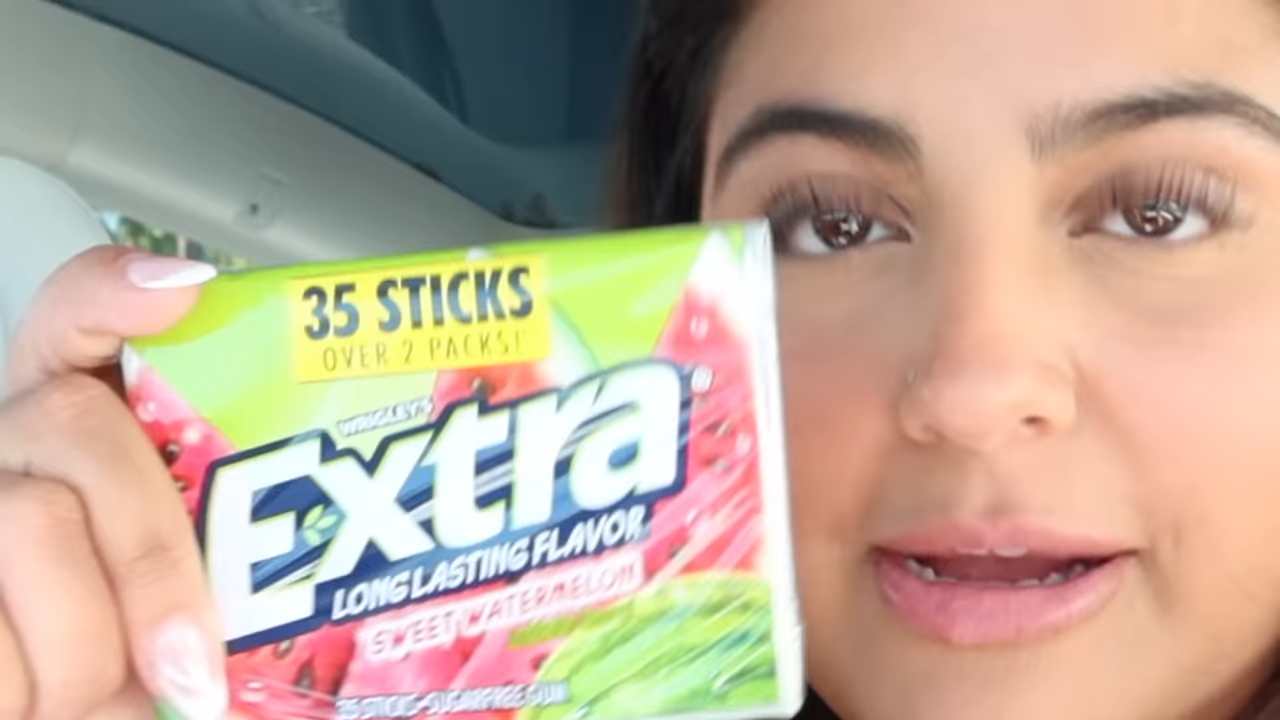 35 STICKS
OVER 2 PACKS!
WRIGLEY'S
Extra®
LONG LASTING FLAVOR
SWEET WATERMELON
35 STICKS-SUGARFREE GUM